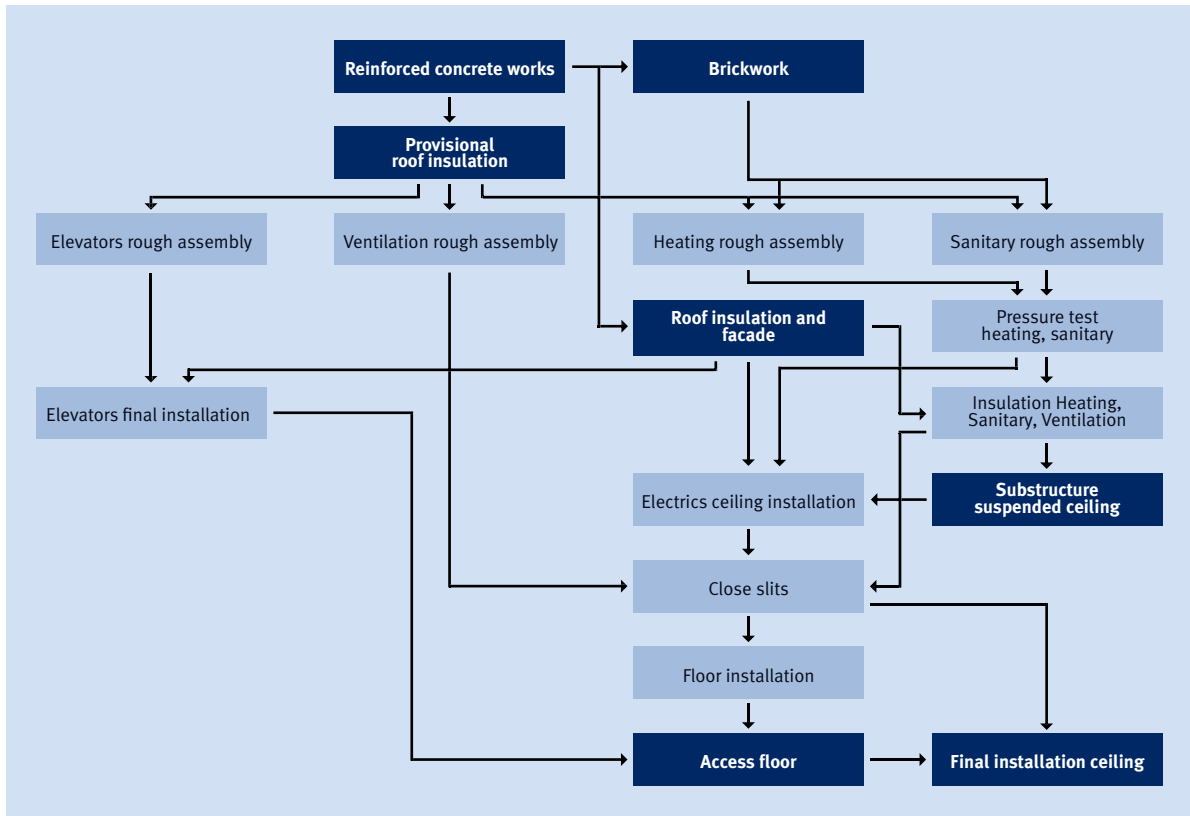 Reinforced concrete works
Brickwork
Provisional
roof insulation
Elevators rough assembly
Ventilation rough assembly
Heating rough assembly
Sanitary rough assembly
Roof insulation and
facade
Pressure test
heating, sanitary
Elevators final installation
Insulation Heating,
Sanitary, Ventilation
Electrics ceiling installation
Substructure
suspended ceiling
Close slits
Floor installation
Access floor
Final installation ceiling